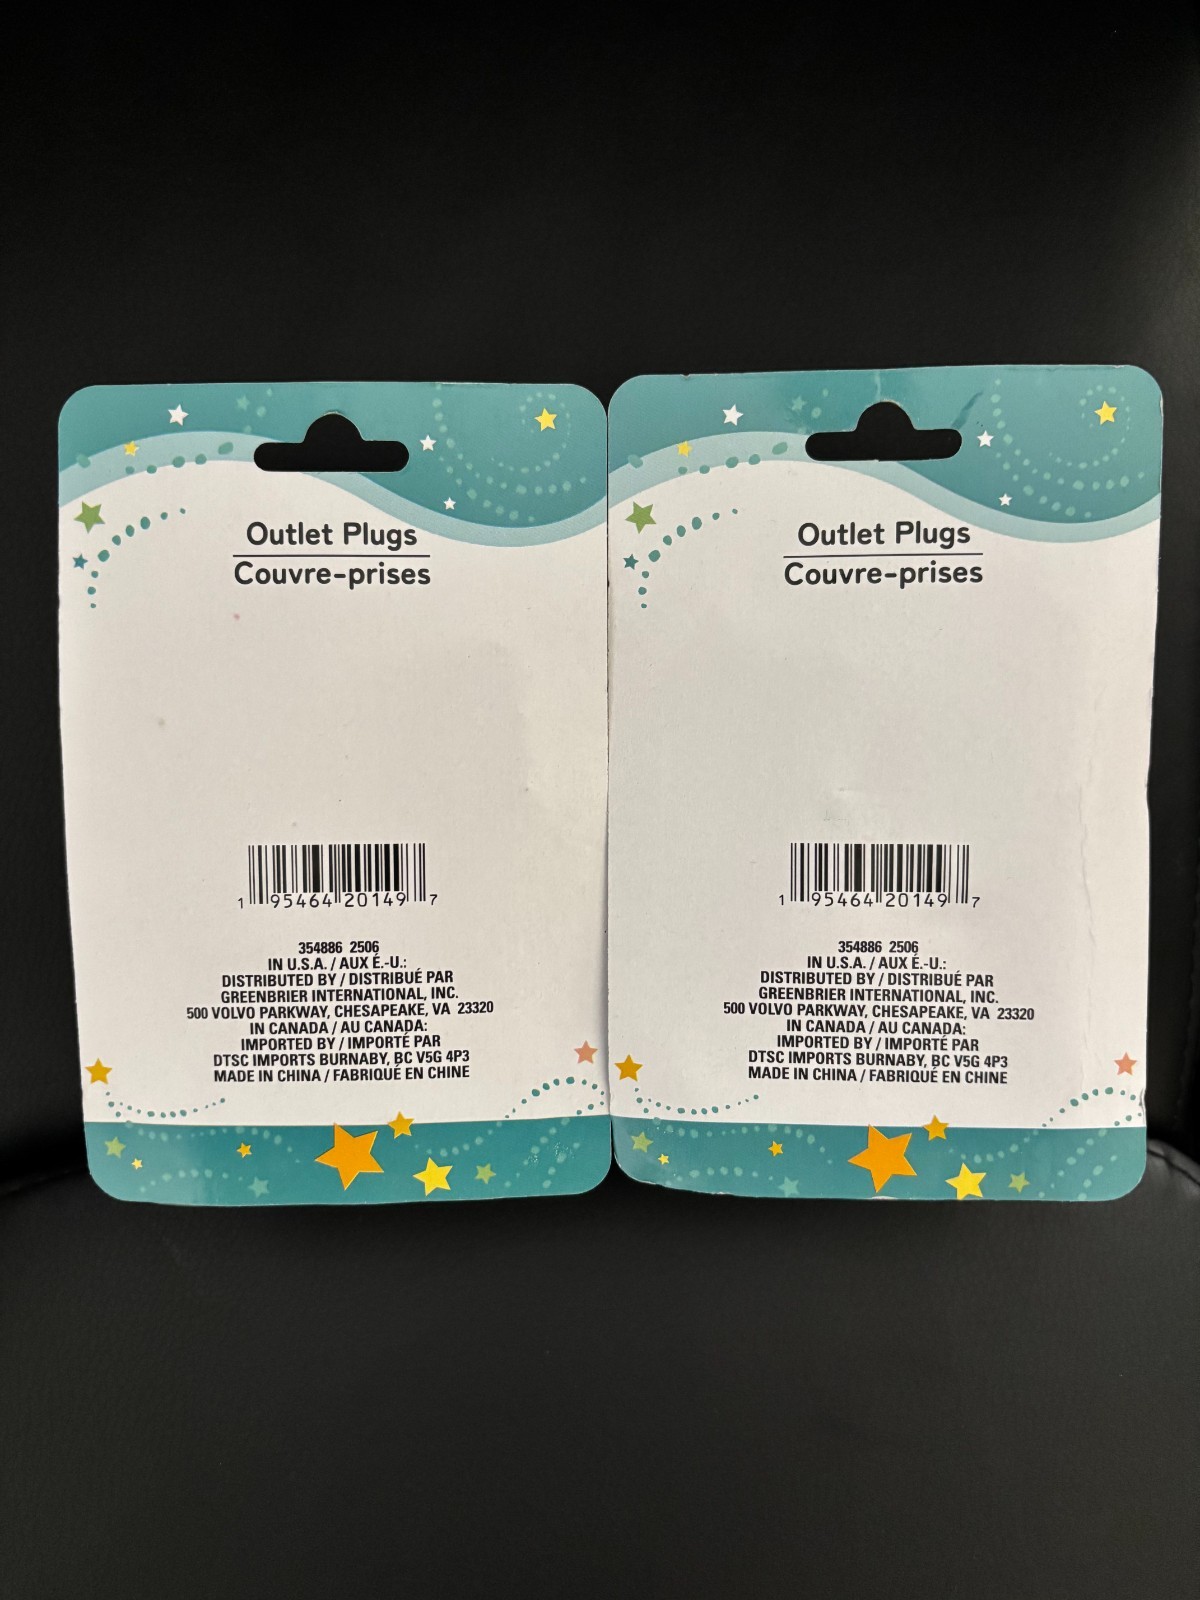 Outlet Plugs
Couvre-prises
1 95464 20149 7
354886 2506
IN U.S.A. / AUX É.-U.:
DISTRIBUTED BY / DISTRIBUÉ PAR
GREENBRIER INTERNATIONAL, INC.
500 VOLVO PARKWAY, CHESAPEAKE, VA 23320
IN CANADA / AU CANADA:
IMPORTED BY / IMPORTÉ PAR
DTSC IMPORTS BURNABY, BC V5G 4P3
MADE IN CHINA / FABRIQUÉ EN CHINE
Outlet Plugs
Couvre-prises
1 95464 20149 7
354886 2506
IN U.S.A. / AUX É.-U.:
DISTRIBUTED BY / DISTRIBUÉ PAR
GREENBRIER INTERNATIONAL, INC.
500 VOLVO PARKWAY, CHESAPEAKE, VA 23320
IN CANADA / AU CANADA:
IMPORTED BY / IMPORTÉ PAR
DTSC IMPORTS BURNABY, BC V5G 4P3
MADE IN CHINA / FABRIQUÉ EN CHINE